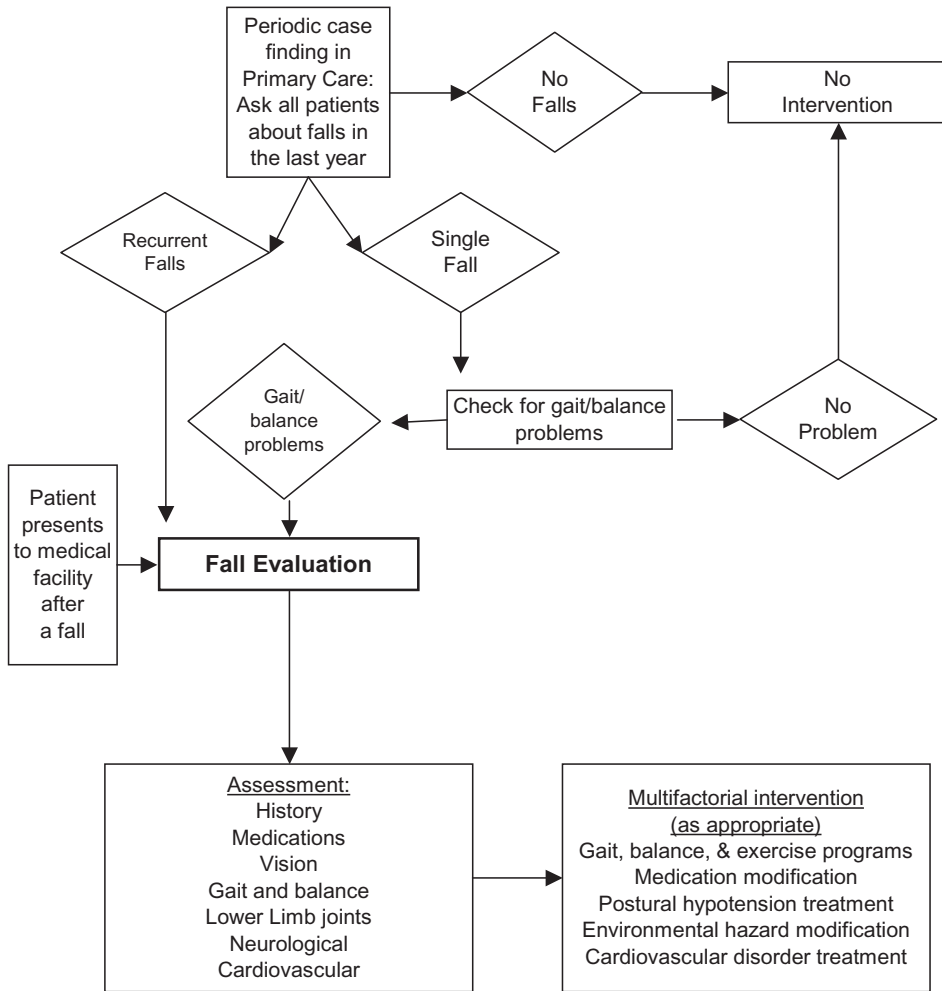 Periodic case
finding in
Primary Care:
Ask all patients
about falls in
the last year
No
Falls
No
Intervention
Recurrent
Falls
Single
Fall
Gait/
balance
problems
Check for gait/balance
problems
No
Problem
Patient
presents
to medical
facility
after
a fall
Fall Evaluation
Assessment:
History
Medications
Vision
Gait and balance
Lower Limb joints
Neurological
Cardiovascular
Multifactorial intervention
(as appropriate)
Gait, balance, & exercise programs
Medication modification
Postural hypotension treatment
Environmental hazard modification
Cardiovascular disorder treatment